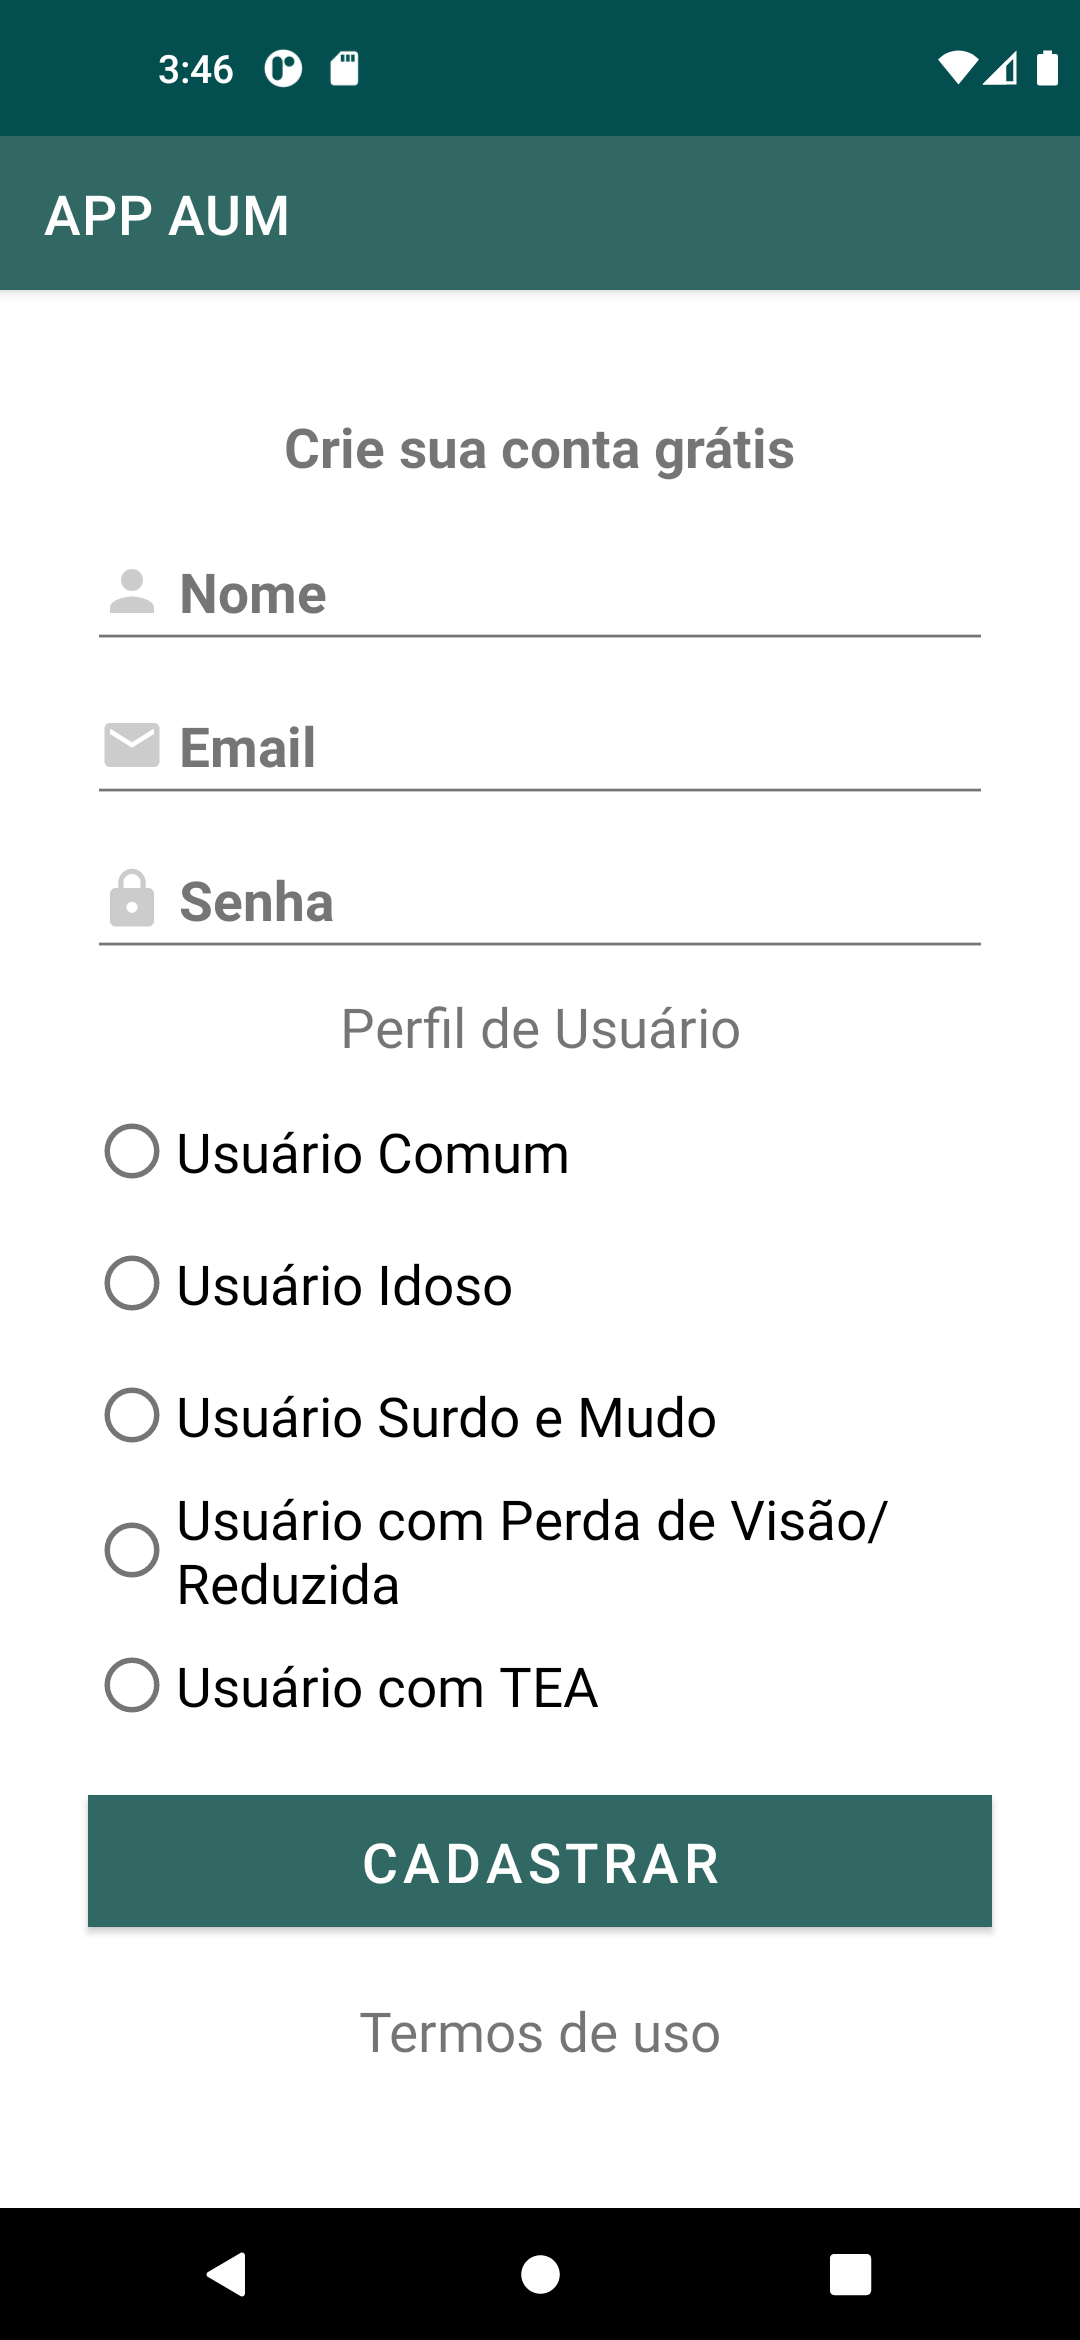 3:46
APP AUM
Crie sua conta grátis
Nome
Email
Senha
Perfil de Usuário
Usuário Comum
Usuário Idoso
Usuário Surdo e Mudo
Usuário com Perda de Visão/
Reduzida
Usuário com TEA
CADASTRAR
Termos de uso